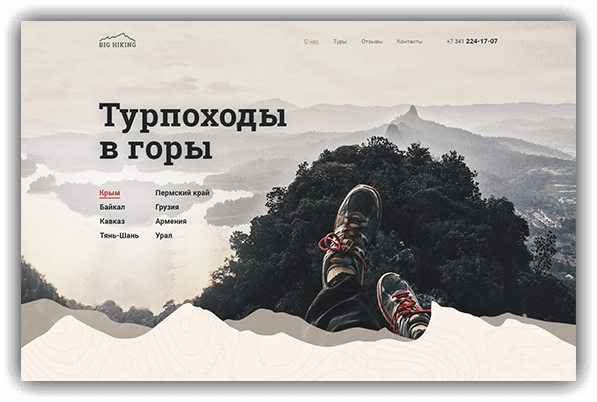 BIG HIKING
О нас Туры Отзывы Контакты +7 341 224-17-07
Турпоходы
в горы
Крым Пермский край
Байкал Грузия
Кавказ Армения
Тянь-Шань Урал